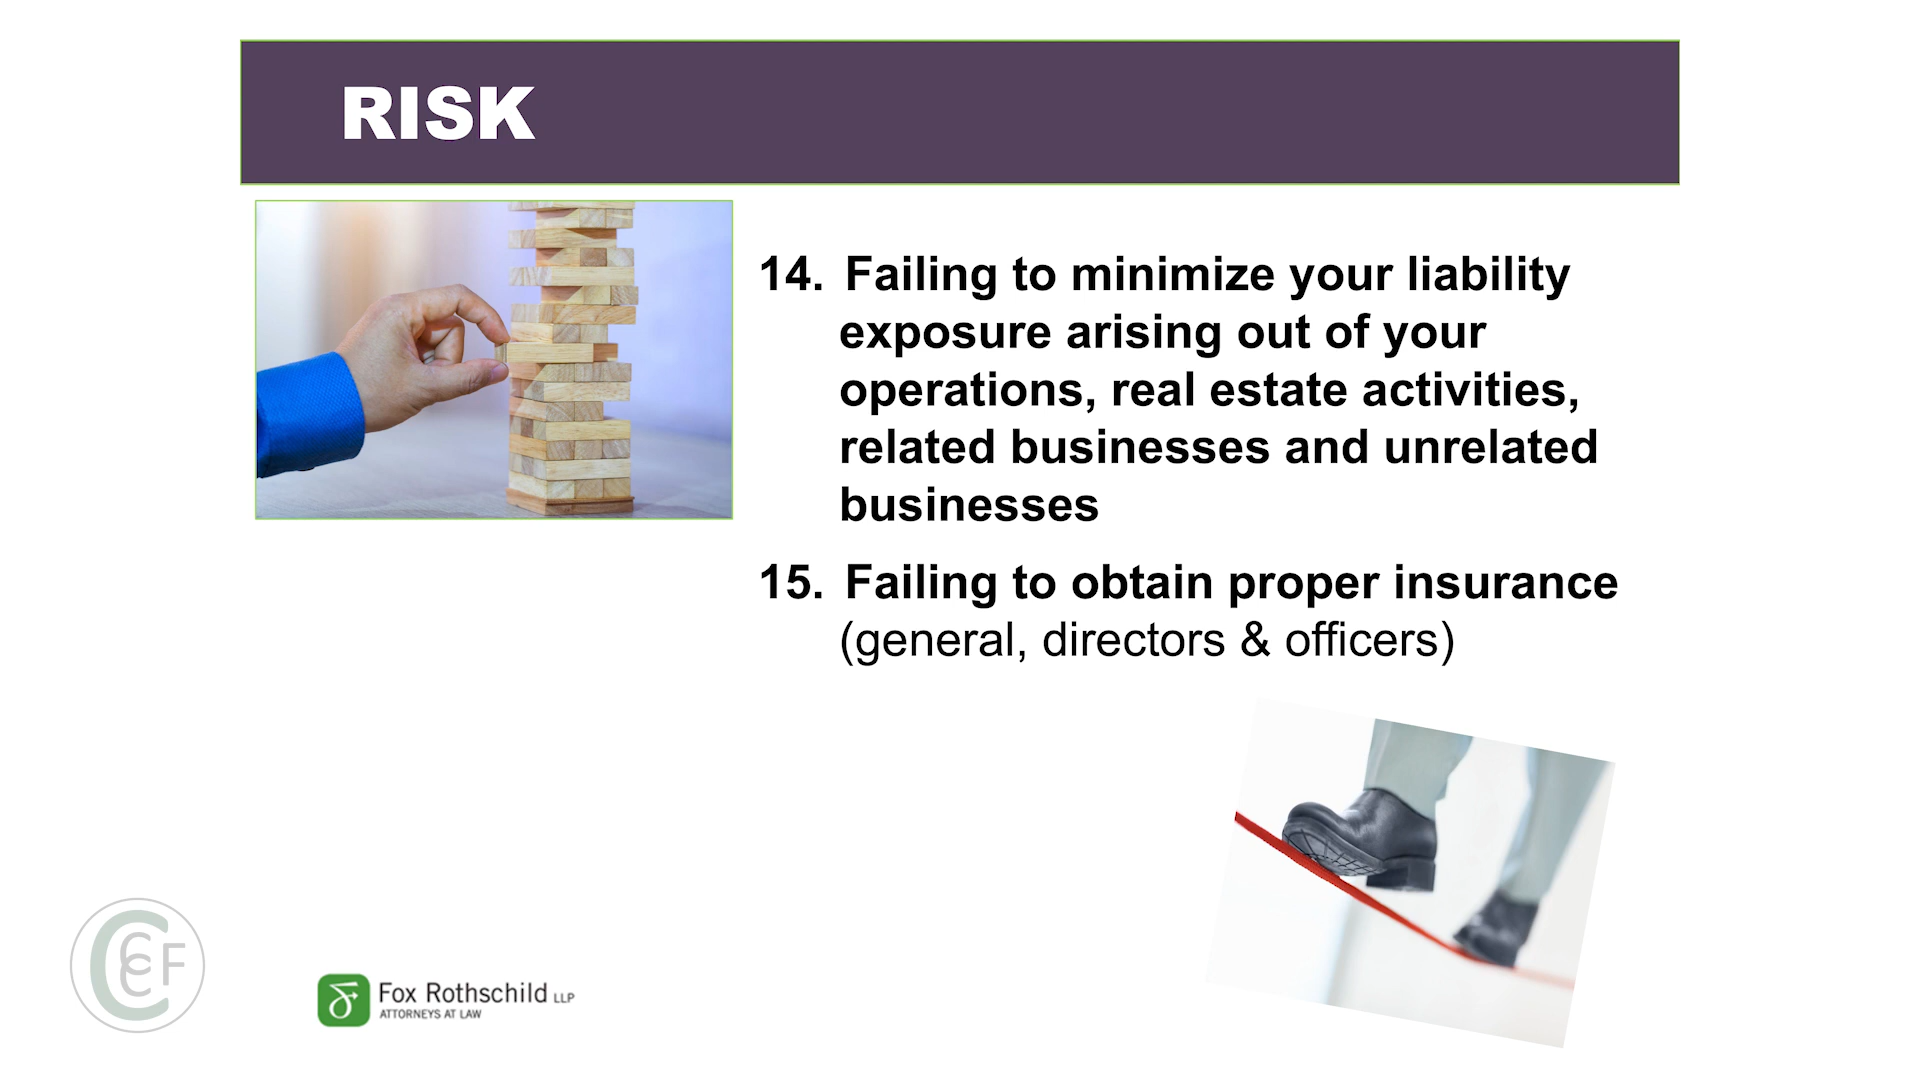 RISK
14. Failing to minimize your liability
exposure arising out of your
operations, real estate activities,
related businesses and unrelated
businesses
15. Failing to obtain proper insurance
(general, directors & officers)
CCCF
Fox Rothschild LLP
ATTORNEYS AT LAW